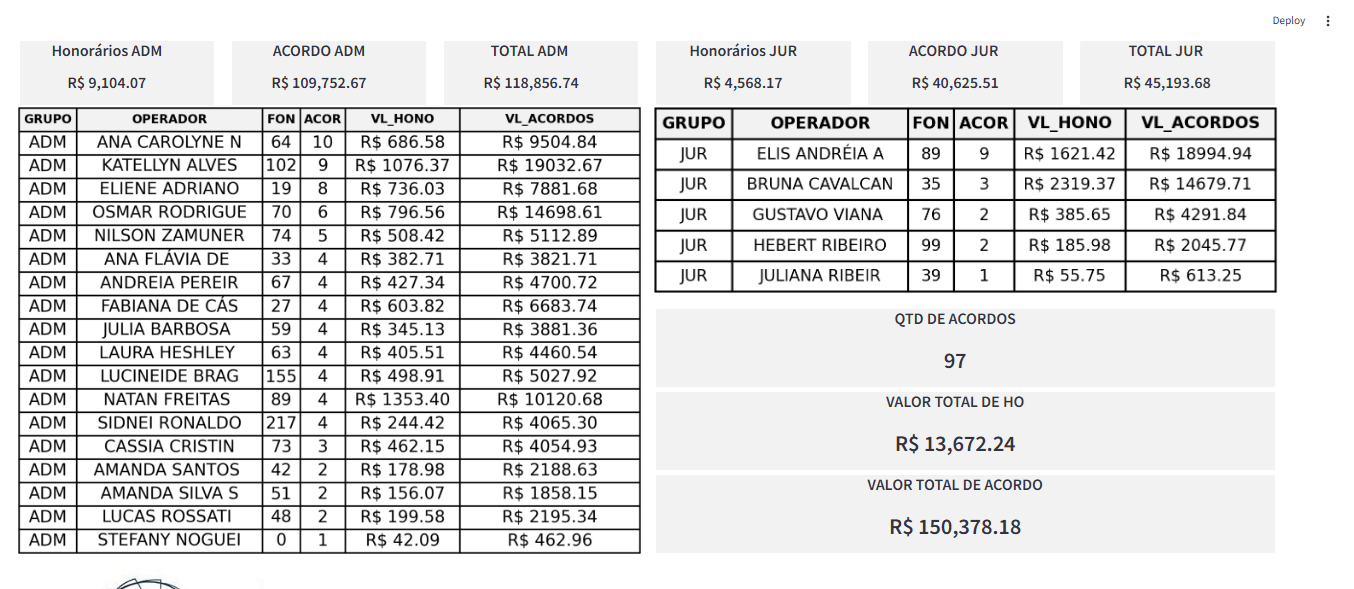 Deploy
Honorários ADM
R$ 9,104.07
ACORDO ADM
R$ 109,752.67
TOTAL ADM
R$ 118,856.74
Honorários JUR
R$ 4,568.17
ACORDO JUR
R$ 40,625.51
TOTAL JUR
R$ 45,193.68
GRUPO OPERADOR FON ACOR VL_HONO VL_ACORDOS
ADM ANA CAROLYNE N 64 10 R$ 686.58 R$ 9504.84
ADM KATELLYN ALVES 102 9 R$ 1076.37 R$ 19032.67
ADM ELIENE ADRIANO 19 8 R$ 736.03 R$ 7881.68
ADM OSMAR RODRIGUE 70 6 R$ 796.56 R$ 14698.61
ADM NILSON ZAMUNER 74 5 R$ 508.42 R$ 5112.89
ADM ANA FLÁVIA DE 33 4 R$ 382.71 R$ 3821.71
ADM ANDREIA PEREIR 67 4 R$ 427.34 R$ 4700.72
ADM FABIANA DE CÁS 27 4 R$ 603.82 R$ 6683.74
ADM JULIA BARBOSA 59 4 R$ 345.13 R$ 3881.36
ADM LAURA HESHLEY 63 4 R$ 405.51 R$ 4460.54
ADM LUCINEIDE BRAG 155 4 R$ 498.91 R$ 5027.92
ADM NATAN FREITAS 89 4 R$ 1353.40 R$ 10120.68
ADM SIDNEI RONALDO 217 4 R$ 244.42 R$ 4065.30
ADM CASSIA CRISTIN 73 3 R$ 462.15 R$ 4054.93
ADM AMANDA SANTOS 42 2 R$ 178.98 R$ 2188.63
ADM AMANDA SILVA S 51 2 R$ 156.07 R$ 1858.15
ADM LUCAS ROSSATI 48 2 R$ 199.58 R$ 2195.34
ADM STEFANY NOGUEI 0 1 R$ 42.09 R$ 462.96
GRUPO OPERADOR FON ACOR VL_HONO VL_ACORDOS
JUR ELIS ANDRÉIA A 89 9 R$ 1621.42 R$ 18994.94
JUR BRUNA CAVALCAN 35 3 R$ 2319.37 R$ 14679.71
JUR GUSTAVO VIANA 76 2 R$ 385.65 R$ 4291.84
JUR HEBERT RIBEIRO 99 2 R$ 185.98 R$ 2045.77
JUR JULIANA RIBEIR 39 1 R$ 55.75 R$ 613.25
QTD DE ACORDOS
97
VALOR TOTAL DE HO
R$ 13,672.24
VALOR TOTAL DE ACORDO
R$ 150,378.18